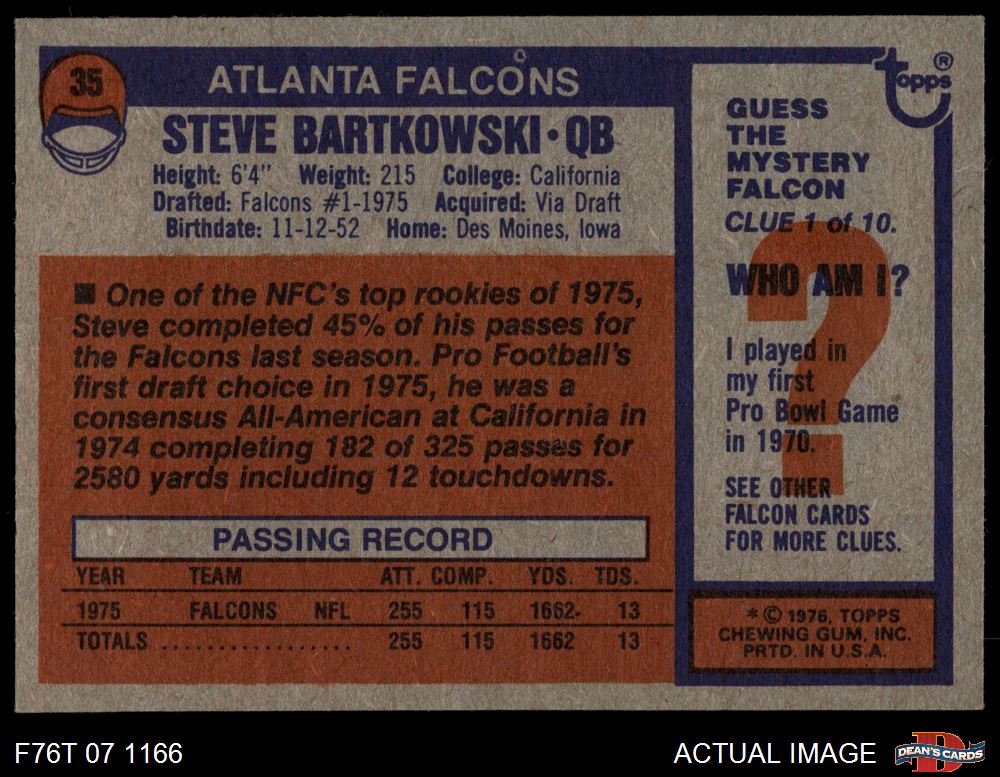 35
ATLANTA FALCONS
STEVE BARTKOWSKI • QB
Height: 6'4" Weight: 215 College: California
Drafted: Falcons #1-1975 Acquired: Via Draft
Birthdate: 11-12-52 Home: Des Moines, Iowa
■ One of the NFC's top rookies of 1975,
Steve completed 45% of his passes for
the Falcons last season. Pro Football's
first draft choice in 1975, he was a
consensus All-American at California in
1974 completing 182 of 325 passes for
2580 yards including 12 touchdowns.
PASSING RECORD
YEAR TEAM ATT. COMP. YDS. TDS.
1975 FALCONS NFL 255 115 1662 13
TOTALS .................. 255 115 1662 13
Topps ®
GUESS
THE
MYSTERY
FALCON
CLUE 1 of 10.
WHO AM I?
I played in
my first
Pro Bowl Game
in 1970.
SEE OTHER
FALCON CARDS
FOR MORE CLUES.
* © 1976, TOPPS
CHEWING GUM, INC.
PRTD. IN U.S.A.
F76T 07 1166
ACTUAL IMAGE
D
DEAN'S CARDS